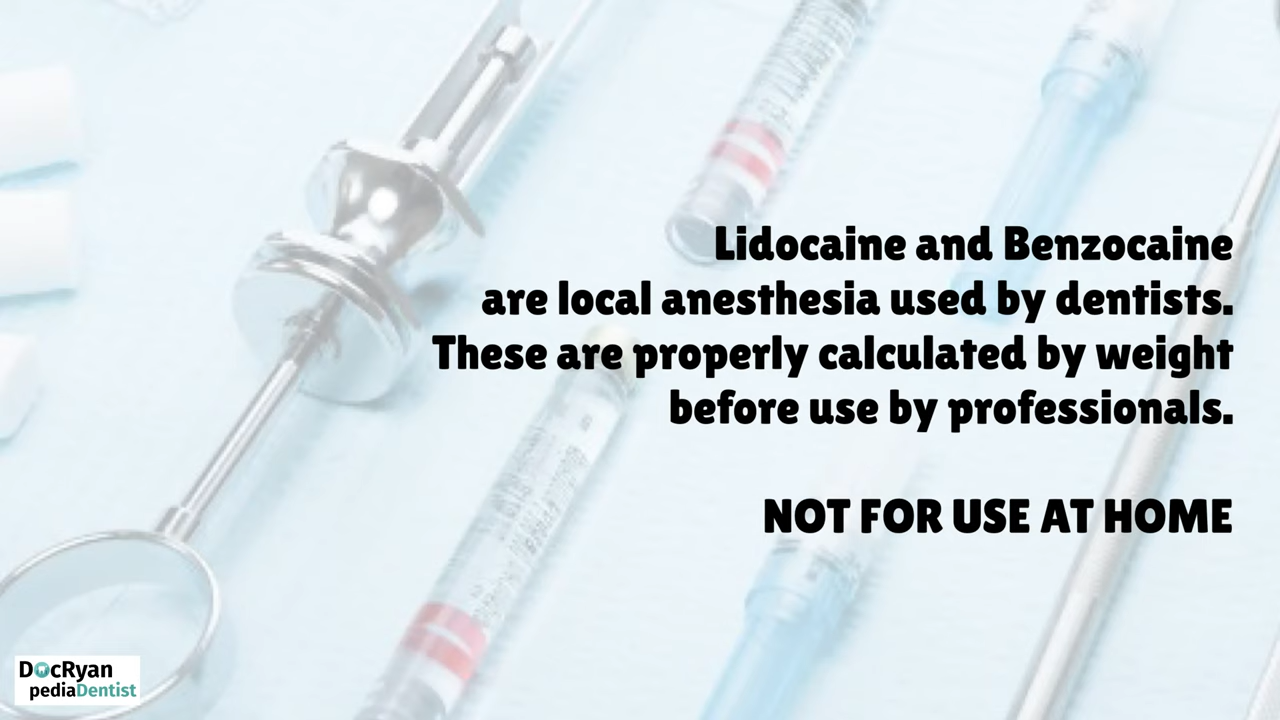 Lidocaine and Benzocaine
are local anesthesia used by dentists.
These are properly calculated by weight
before use by professionals.
NOT FOR USE AT HOME
DocRyan
pediaDentist